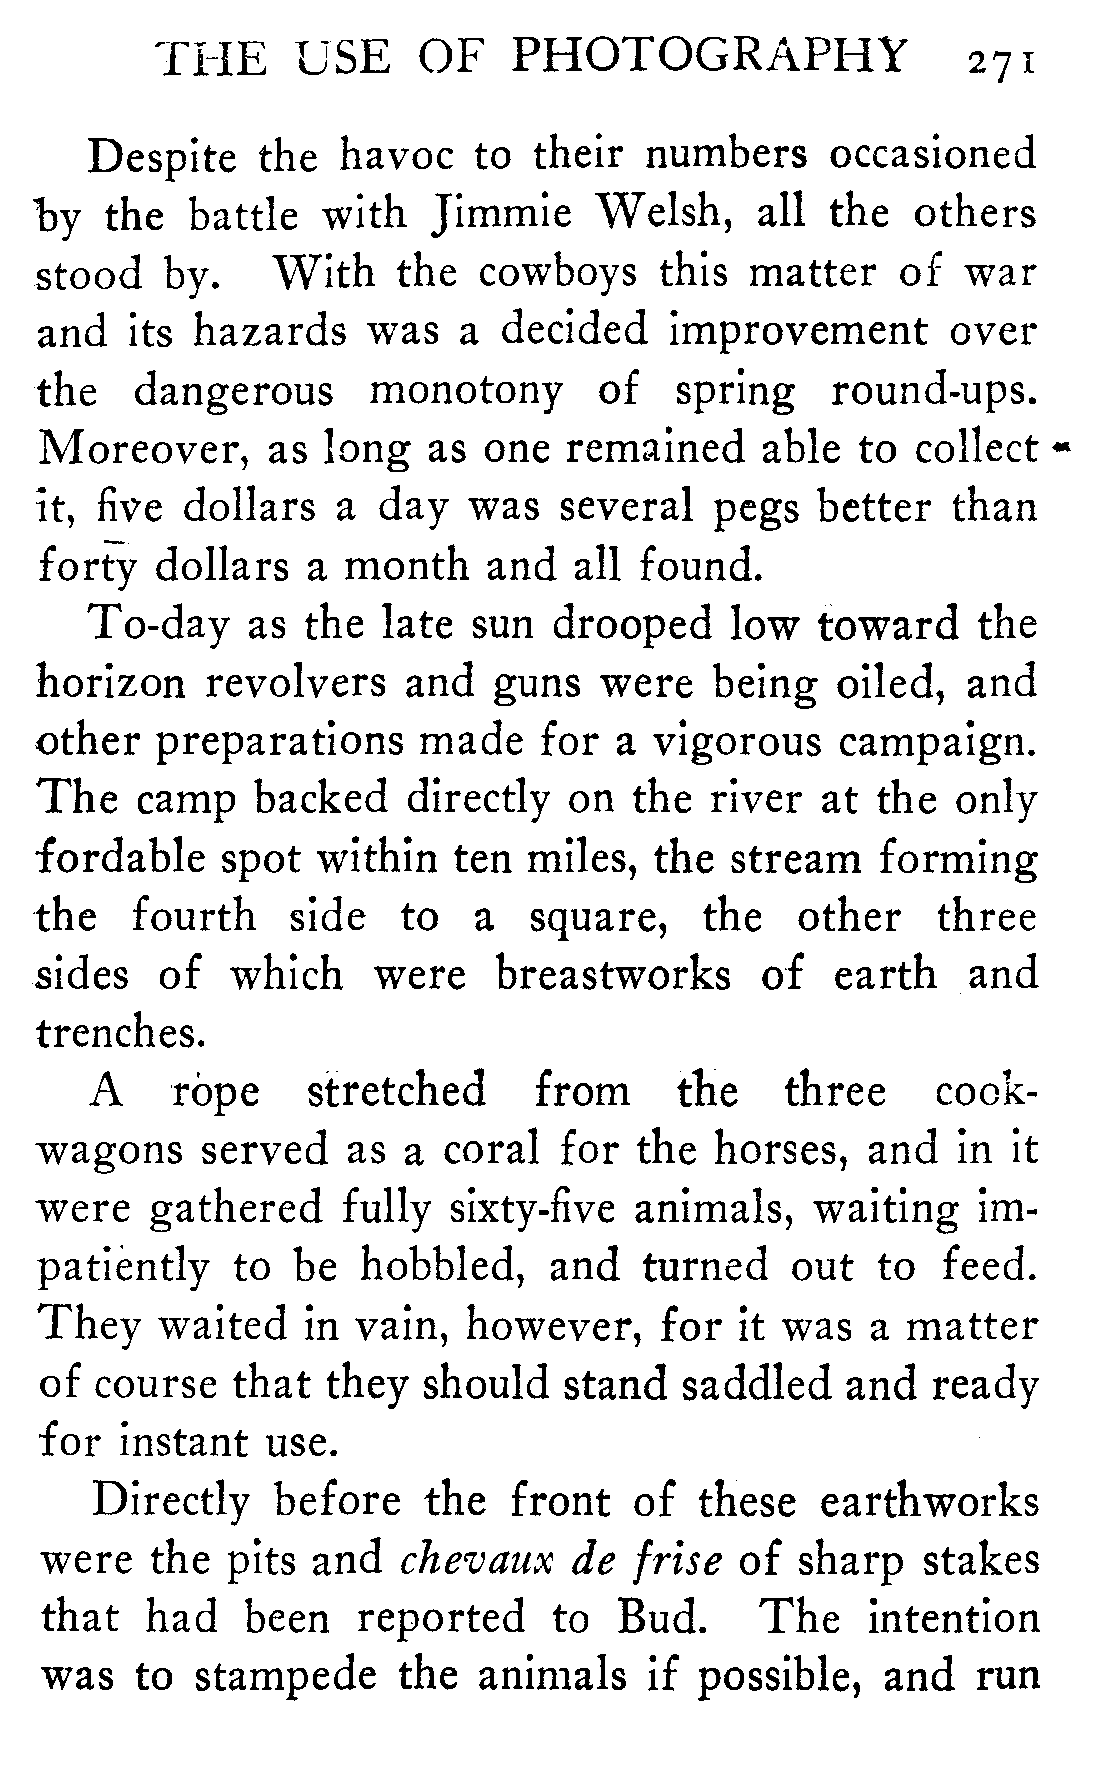 THE USE OF PHOTOGRAPHY 271
Despite the havoc to their numbers occasioned
by the battle with Jimmie Welsh, all the others
stood by. With the cowboys this matter of war
and its hazards was a decided improvement over
the dangerous monotony of spring round-ups.
Moreover, as long as one remained able to collect
it, five dollars a day was several pegs better than
forty dollars a month and all found.
To-day as the late sun drooped low toward the
horizon revolvers and guns were being oiled, and
other preparations made for a vigorous campaign.
The camp backed directly on the river at the only
fordable spot within ten miles, the stream forming
the fourth side to a square, the other three
sides of which were breastworks of earth and
trenches.
A rope stretched from the three cook-
wagons served as a coral for the horses, and in it
were gathered fully sixty-five animals, waiting im-
patiently to be hobbled, and turned out to feed.
They waited in vain, however, for it was a matter
of course that they should stand saddled and ready
for instant use.
Directly before the front of these earthworks
were the pits and chevaux de frise of sharp stakes
that had been reported to Bud. The intention
was to stampede the animals if possible, and run